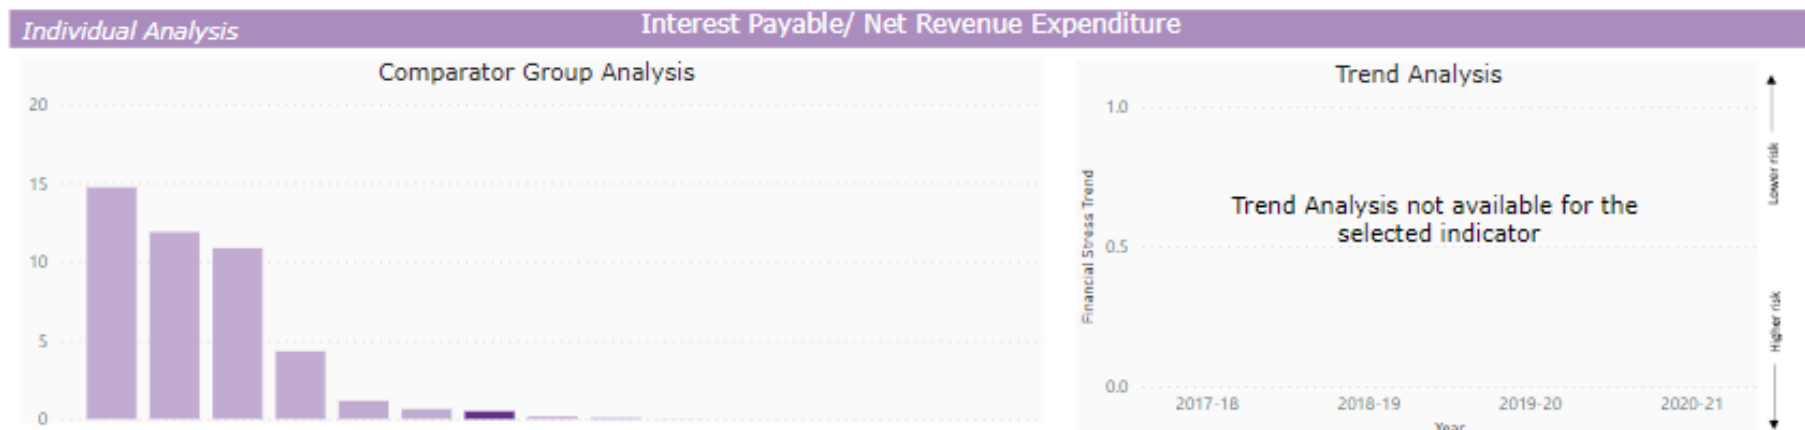 Individual Analysis
Interest Payable/ Net Revenue Expenditure
Comparator Group Analysis
20
15
10
5
0
Trend Analysis
1.0
0.5
0.0
Financial Stress Trend
Trend Analysis not available for the
selected indicator
2017-18
2018-19
2019-20
2020-21
Year
Lower risk
Higher risk